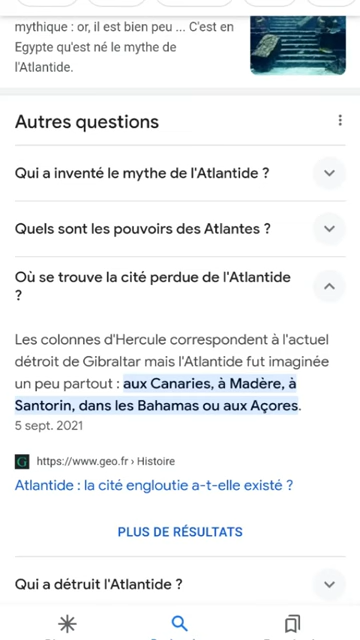 mythique : or, il est bien peu ... C'est en
Egypte qu'est né le mythe de
l'Atlantide.
Autres questions
Qui a inventé le mythe de l'Atlantide ?
Quels sont les pouvoirs des Atlantes ?
Où se trouve la cité perdue de l'Atlantide
?
Les colonnes d'Hercule correspondent à l'actuel
détroit de Gibraltar mais l'Atlantide fut imaginée
un peu partout : aux Canaries, à Madère, à
Santorin, dans les Bahamas ou aux Açores.
5 sept. 2021
G https://www.geo.fr › Histoire
Atlantide : la cité engloutie a-t-elle existé ?
PLUS DE RÉSULTATS
Qui a détruit l'Atlantide ?